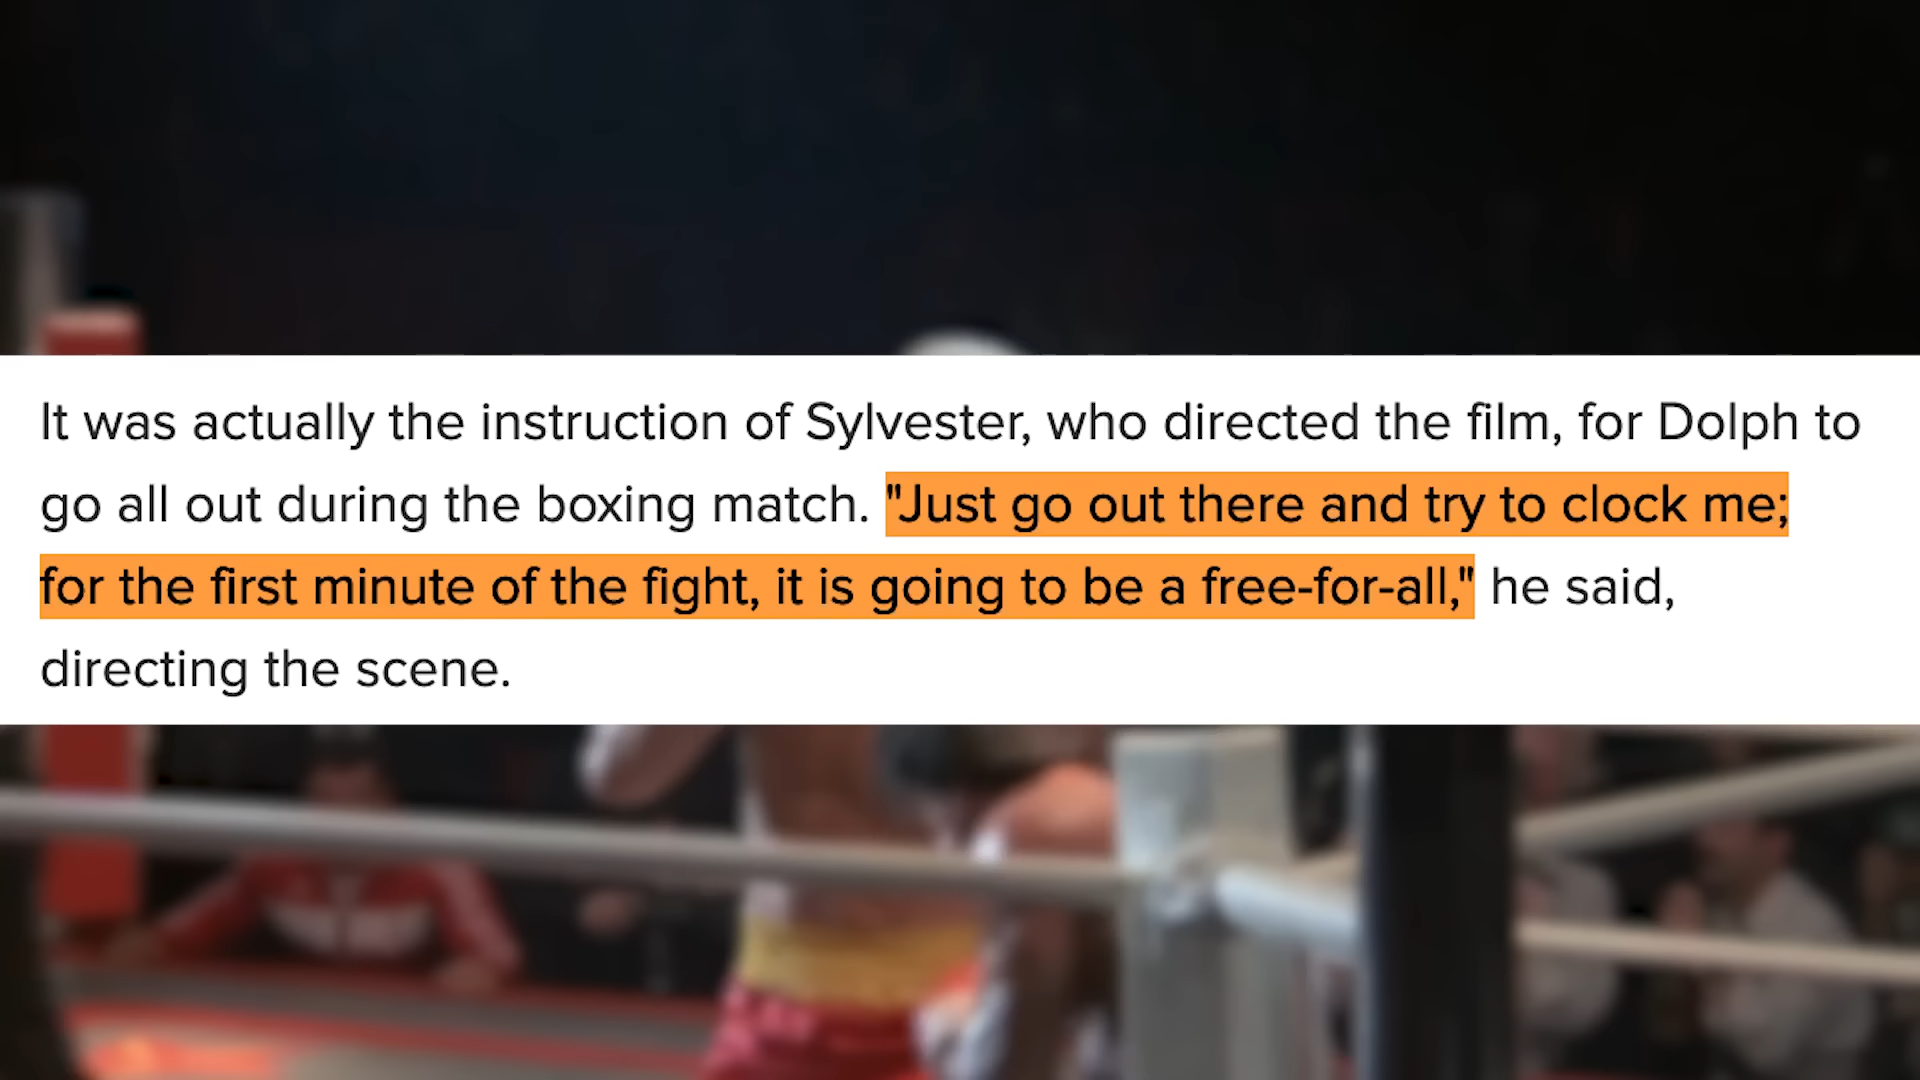 It was actually the instruction of Sylvester, who directed the film, for Dolph to
go all out during the boxing match. "Just go out there and try to clock me;
for the first minute of the fight, it is going to be a free-for-all," he said,
directing the scene.